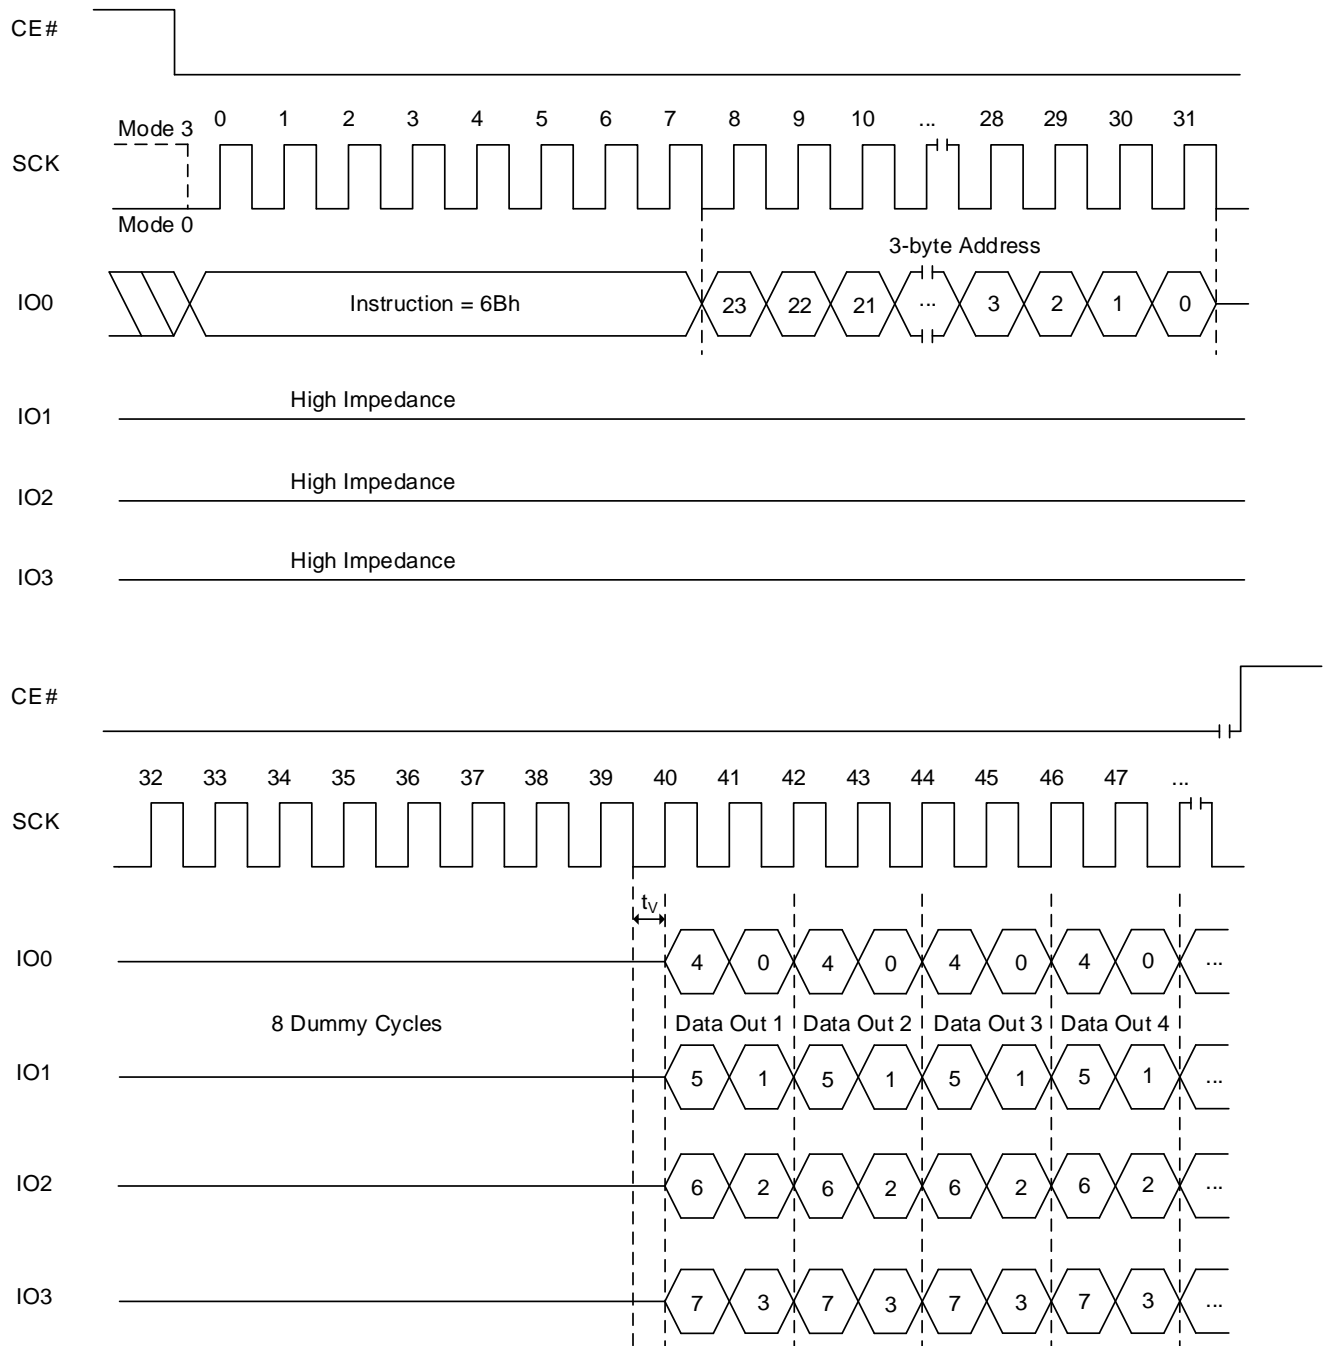 CE#
Mode 3 0 1 2 3 4 5 6 7 8 9 10 ... 28 29 30 31
SCK
Mode 0
3-byte Address
IO0 Instruction = 6Bh 23 22 21 ... 3 2 1 0
High Impedance
IO1
High Impedance
IO2
High Impedance
IO3
CE#
32 33 34 35 36 37 38 39 40 41 42 43 44 45 46 47 ...
SCK
tV
IO0 4 0 4 0 4 0 4 0 ...
8 Dummy Cycles Data Out 1 Data Out 2 Data Out 3 Data Out 4
IO1 5 1 5 1 5 1 5 1 ...
IO2 6 2 6 2 6 2 6 2 ...
IO3 7 3 7 3 7 3 7 3 ...